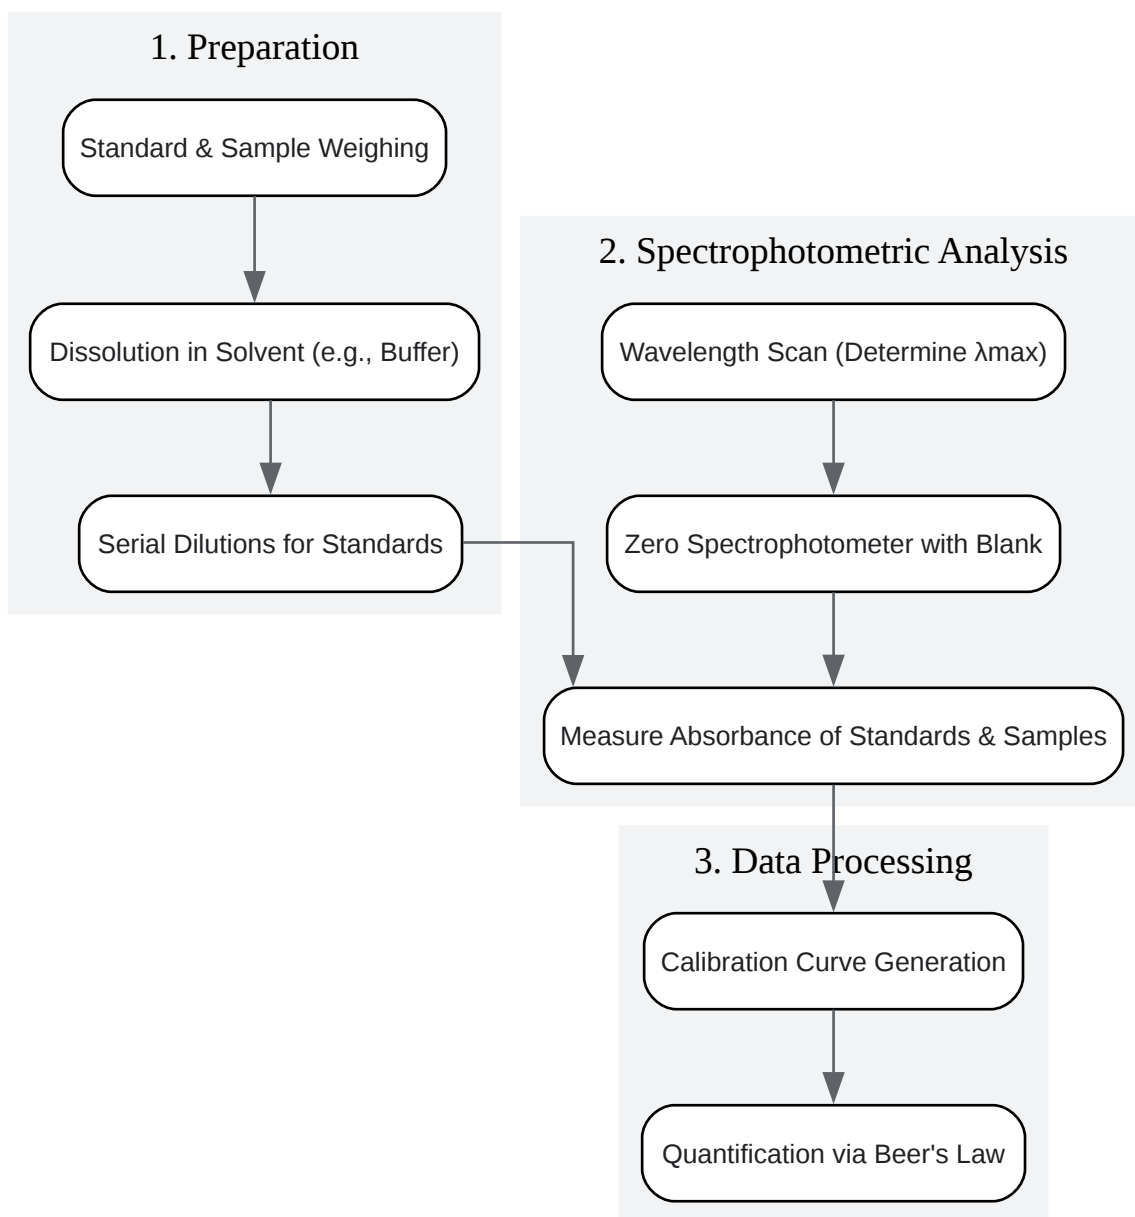 1. Preparation
Standard & Sample Weighing
Dissolution in Solvent (e.g., Buffer)
Serial Dilutions for Standards
2. Spectrophotometric Analysis
Wavelength Scan (Determine λmax)
Zero Spectrophotometer with Blank
Measure Absorbance of Standards & Samples
3. Data Processing
Calibration Curve Generation
Quantification via Beer's Law